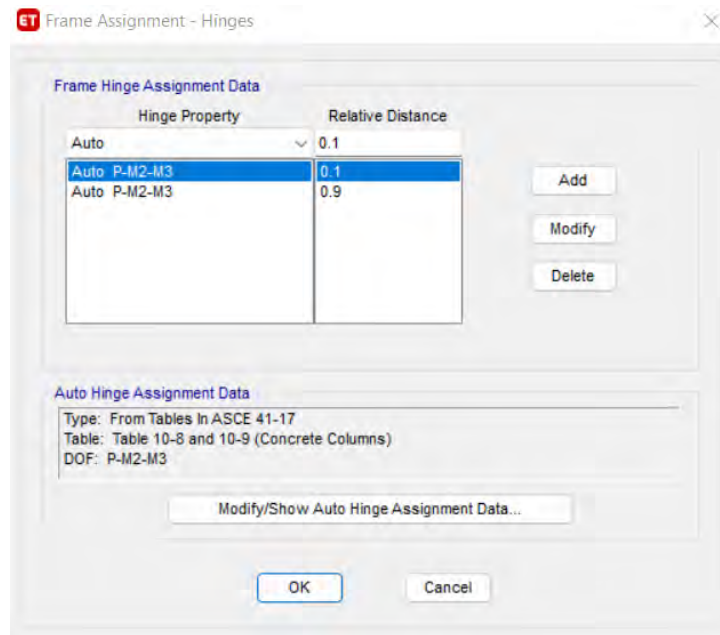 ET Frame Assignment - Hinges
Frame Hinge Assignment Data
Hinge Property Relative Distance
Auto 0.1
Auto P-M2-M3 0.1
Auto P-M2-M3 0.9
Add
Modify
Delete
Auto Hinge Assignment Data
Type: From Tables In ASCE 41-17
Table: Table 10-8 and 10-9 (Concrete Columns)
DOF: P-M2-M3
Modify/Show Auto Hinge Assignment Data...
OK Cancel